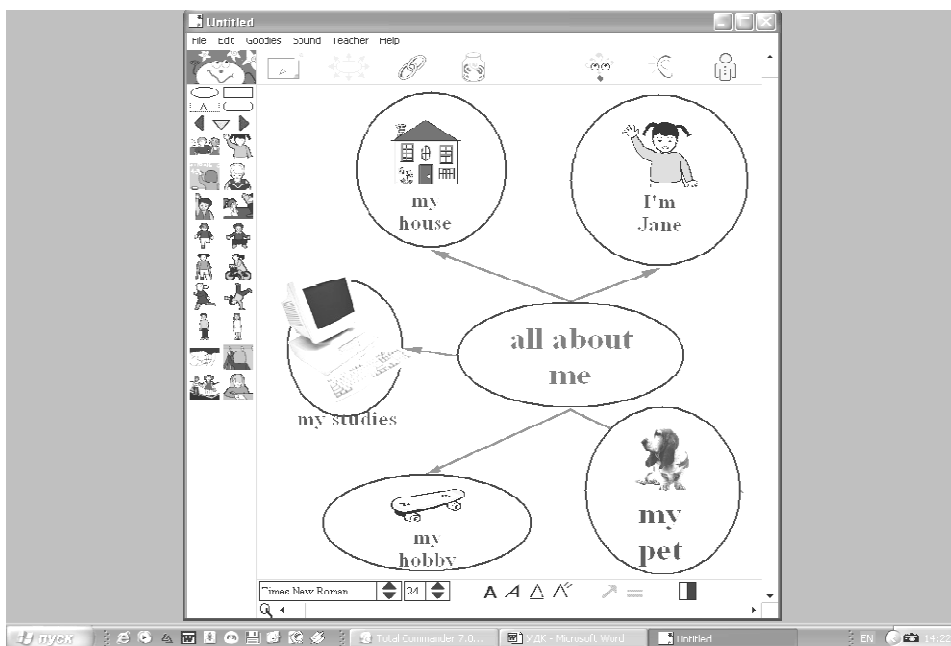 Untitled
File Edit Goodies Sound Teacher Help
A
my
house
I'm
Jane
all about
me
my studies
my
hobby
my
pet
Times New Roman 24
A A A A
пуск Total Commander 7.0... УДК - Microsoft Word Untitled EN 14:22